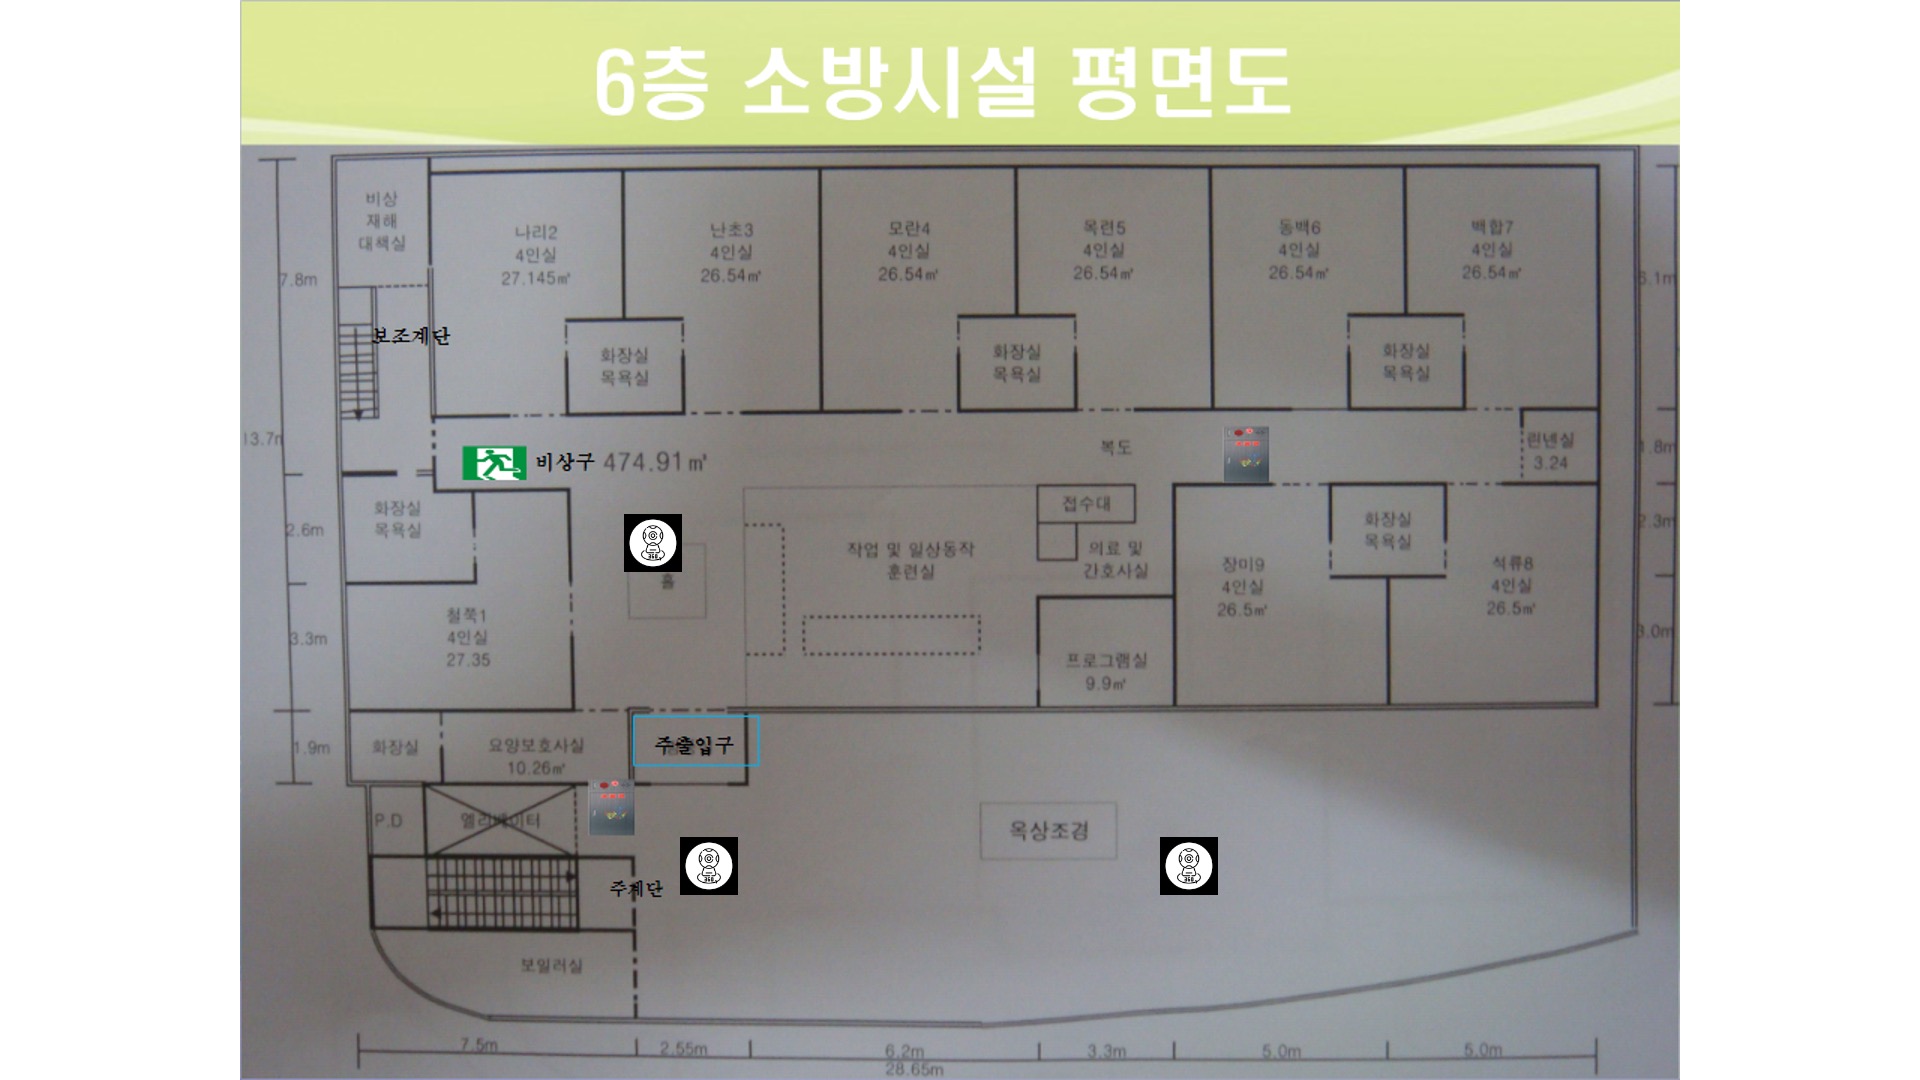 6층 소방시설 평면도
비상
재해
대책실
나리2
4인실
27.145㎡
난초3
4인실
26.54㎡
모란4
4인실
26.54㎡
목련5
4인실
26.54㎡
동백6
4인실
26.54㎡
백합7
4인실
26.54㎡
7.8m
6.1m
보조계단
화장실
목욕실
화장실
목욕실
화장실
목욕실
13.7m
비상구 474.91㎡
복도
린넨실
3.24
1.8m
화장실
목욕실
2.6m
360
홀
작업 및 일상동작
훈련실
접수대
의료 및
간호사실
화장실
목욕실
2.3m
장미9
4인실
26.5㎡
석류8
4인실
26.5㎡
철쭉1
4인실
27.35
3.3m
프로그램실
9.9㎡
3.0m
1.9m
화장실
요양보호사실
10.26㎡
주출입구
P.D
엘리베이터
옥상조경
360
360
주계단
보일러실
7.5m
2.55m
6.2m
3.3m
5.0m
5.0m
28.65m